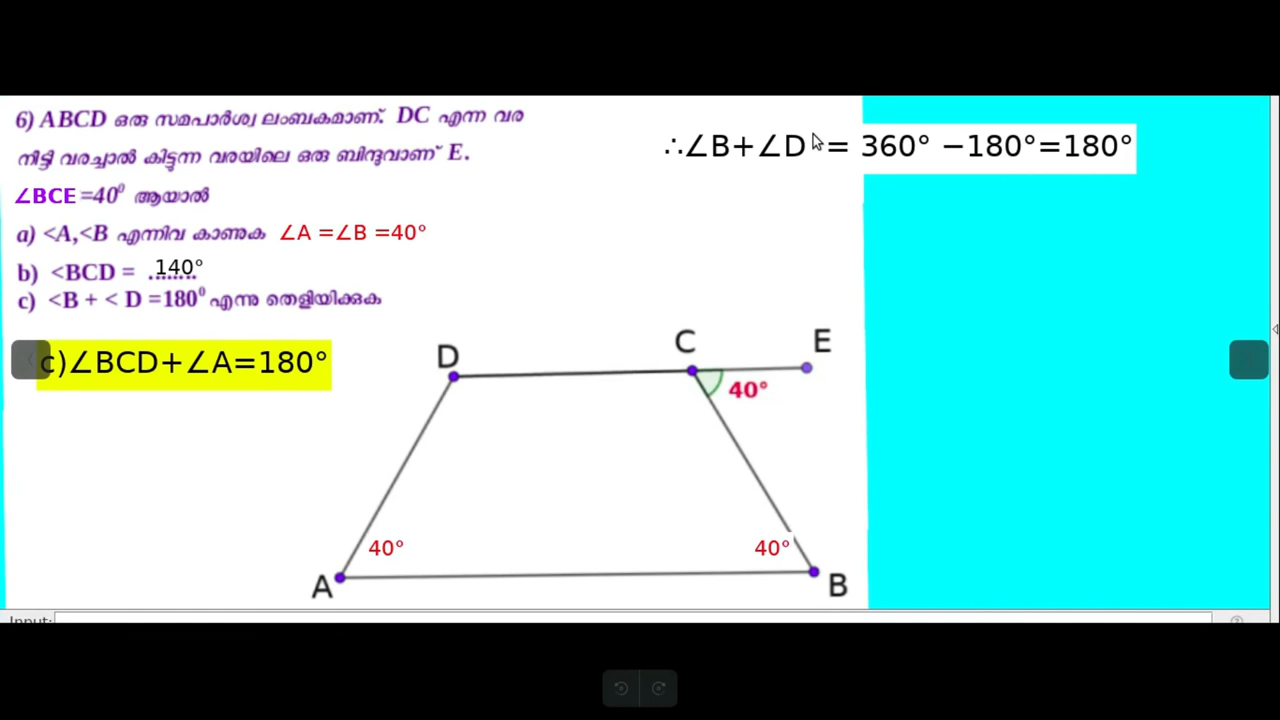 6) ABCD ഒരു സമപാർശ്വ ലംബകമാണ്. DC എന്ന വര
നീട്ടി വരച്ചാൽ കിട്ടുന്ന വരയിലെ ഒരു ബിന്ദുവാണ് E.
∠BCE =40⁰ ആയാൽ
a) <A,<B എന്നിവ കാണുക ∠A =∠B =40°
b) <BCD = ........ 140°
c) <B + < D =180⁰ എന്നു തെളിയിക്കുക
∴∠B+∠D = 360° −180°=180°
c)∠BCD+∠A=180°
D
C
E
40°
40°
40°
A
B
Input: